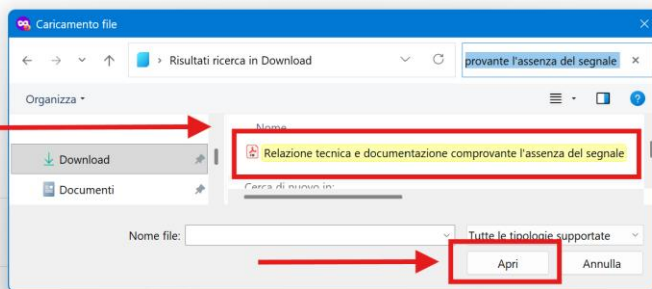 Caricamento file
Risultati ricerca in Download
provante l'assenza del segnale
Organizza
Nome
Download
Relazione tecnica e documentazione comprovante l'assenza del segnale
Documenti
Cerca di nuovo in:
Nome file:
Tutte le tipologie supportate
Apri
Annulla